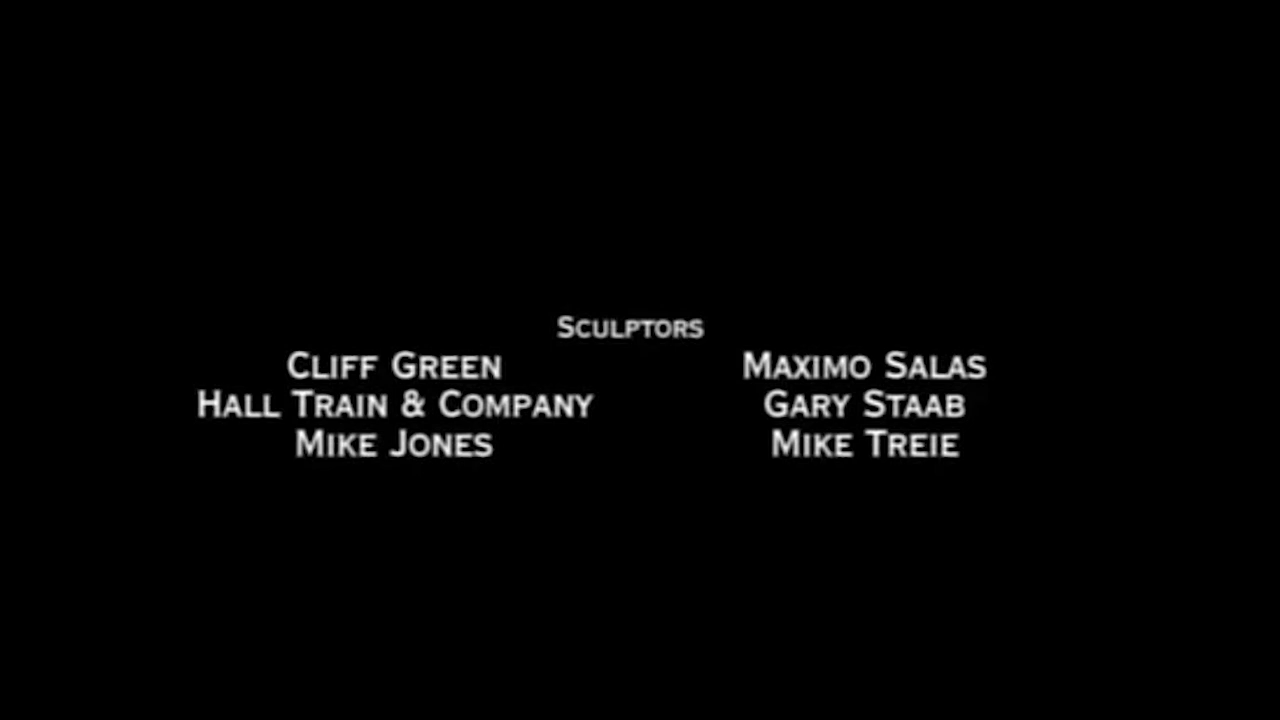 Sculptors
Cliff Green
Hall Train & Company
Mike Jones
Maximo Salas
Gary Staab
Mike Treie